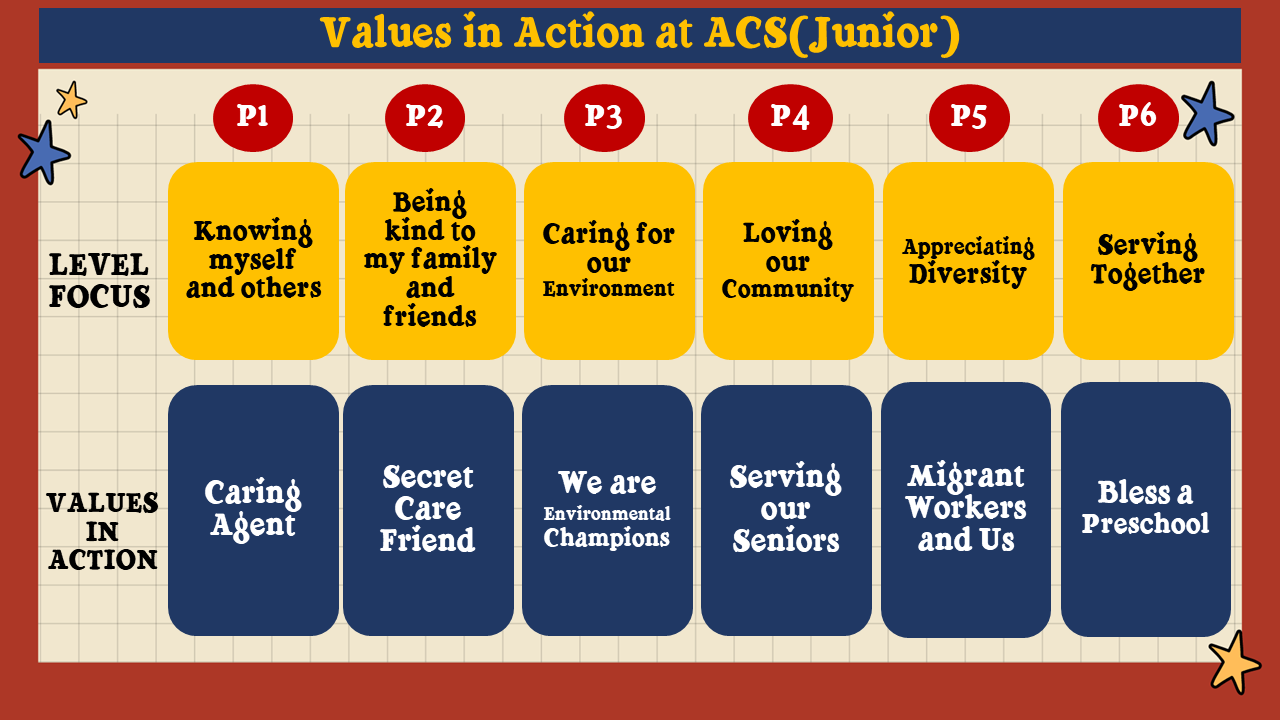 Values in Action at ACS(Junior)
P1
P2
P3
P4
P5
P6
LEVEL
FOCUS
Knowing
myself
and others
Being
kind to
my family
and
friends
Caring for
our
Environment
Loving
our
Community
Appreciating
Diversity
Serving
Together
VALUES
IN
ACTION
Caring
Agent
Secret
Care
Friend
We are
Environmental
Champions
Serving
our
Seniors
Migrant
Workers
and Us
Bless a
Preschool